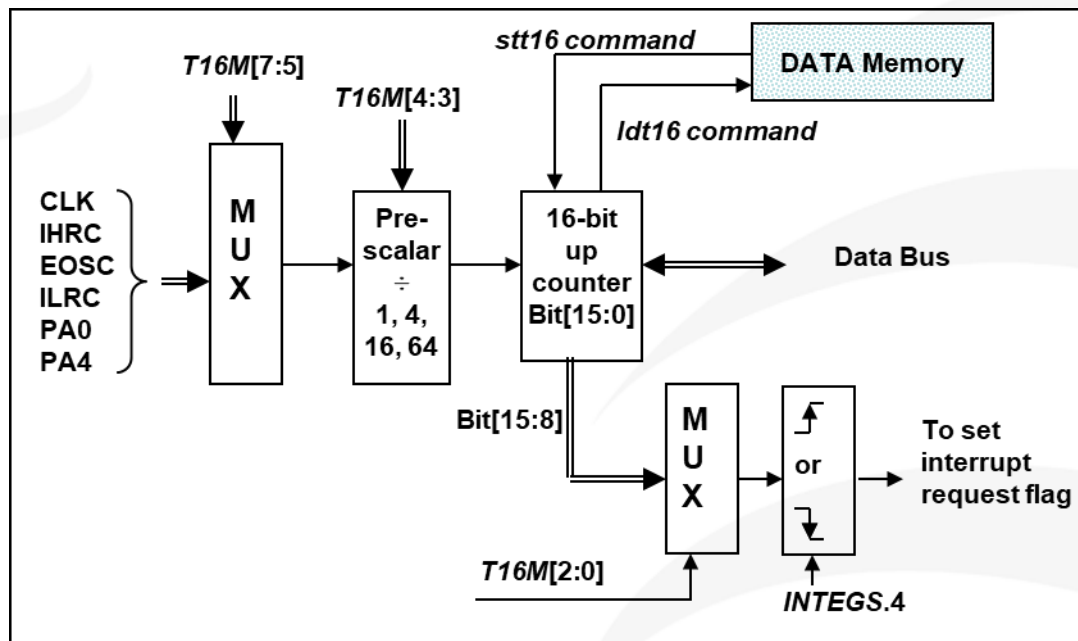 stt16 command
DATA Memory
T16M[7:5]
T16M[4:3]
ldt16 command
CLK
IHRC
EOSC
ILRC
PA0
PA4
M
U
X
Pre-
scalar
÷
1, 4,
16, 64
16-bit
up
counter
Bit[15:0]
Data Bus
Bit[15:8]
M
U
X
or
To set
interrupt
request flag
T16M[2:0]
INTEGS.4